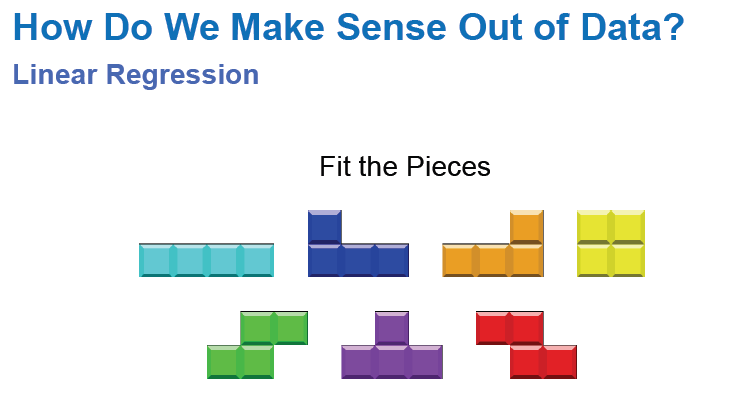 How Do We Make Sense Out of Data?
Linear Regression
Fit the Pieces